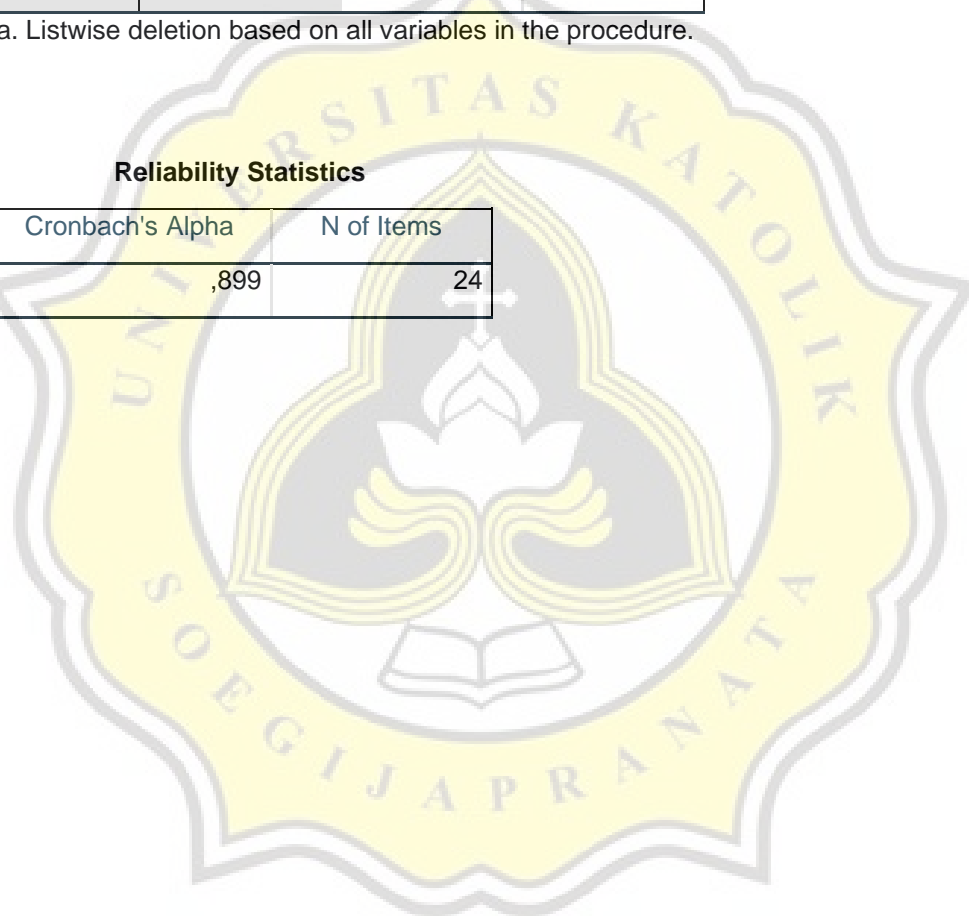 a. Listwise deletion based on all variables in the procedure.
Reliability Statistics
Cronbach's Alpha N of Items
,899 24
UNIVERSITAS KATOLIK
SOEGIJAPRANATA